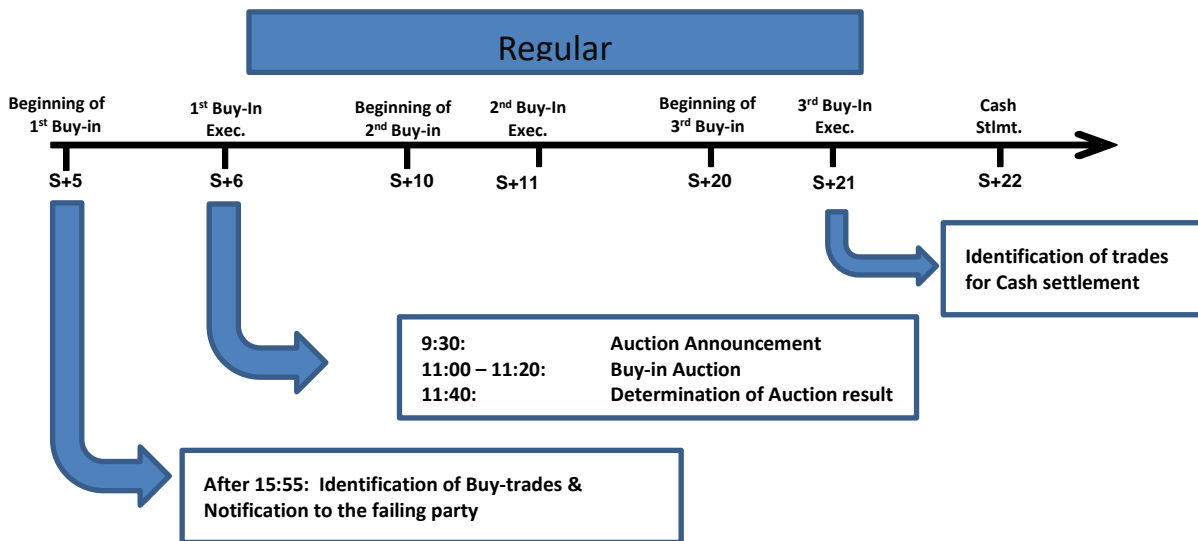 Regular
Beginning of
1st Buy-in
1st Buy-In
Exec.
Beginning of
2nd Buy-in
2nd Buy-In
Exec.
Beginning of
3rd Buy-in
3rd Buy-In
Exec.
Cash
Stlmt.
S+5
S+6
S+10
S+11
S+20
S+21
S+22
Identification of trades
for Cash settlement
9:30: Auction Announcement
11:00 – 11:20: Buy-in Auction
11:40: Determination of Auction result
After 15:55: Identification of Buy-trades &
Notification to the failing party